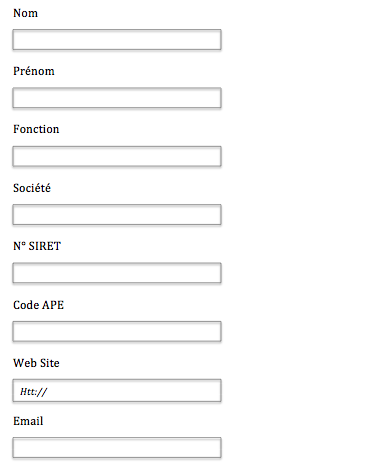 Nom
Prénom
Fonction
Société
N° SIRET
Code APE
Web Site
Htt://
Email